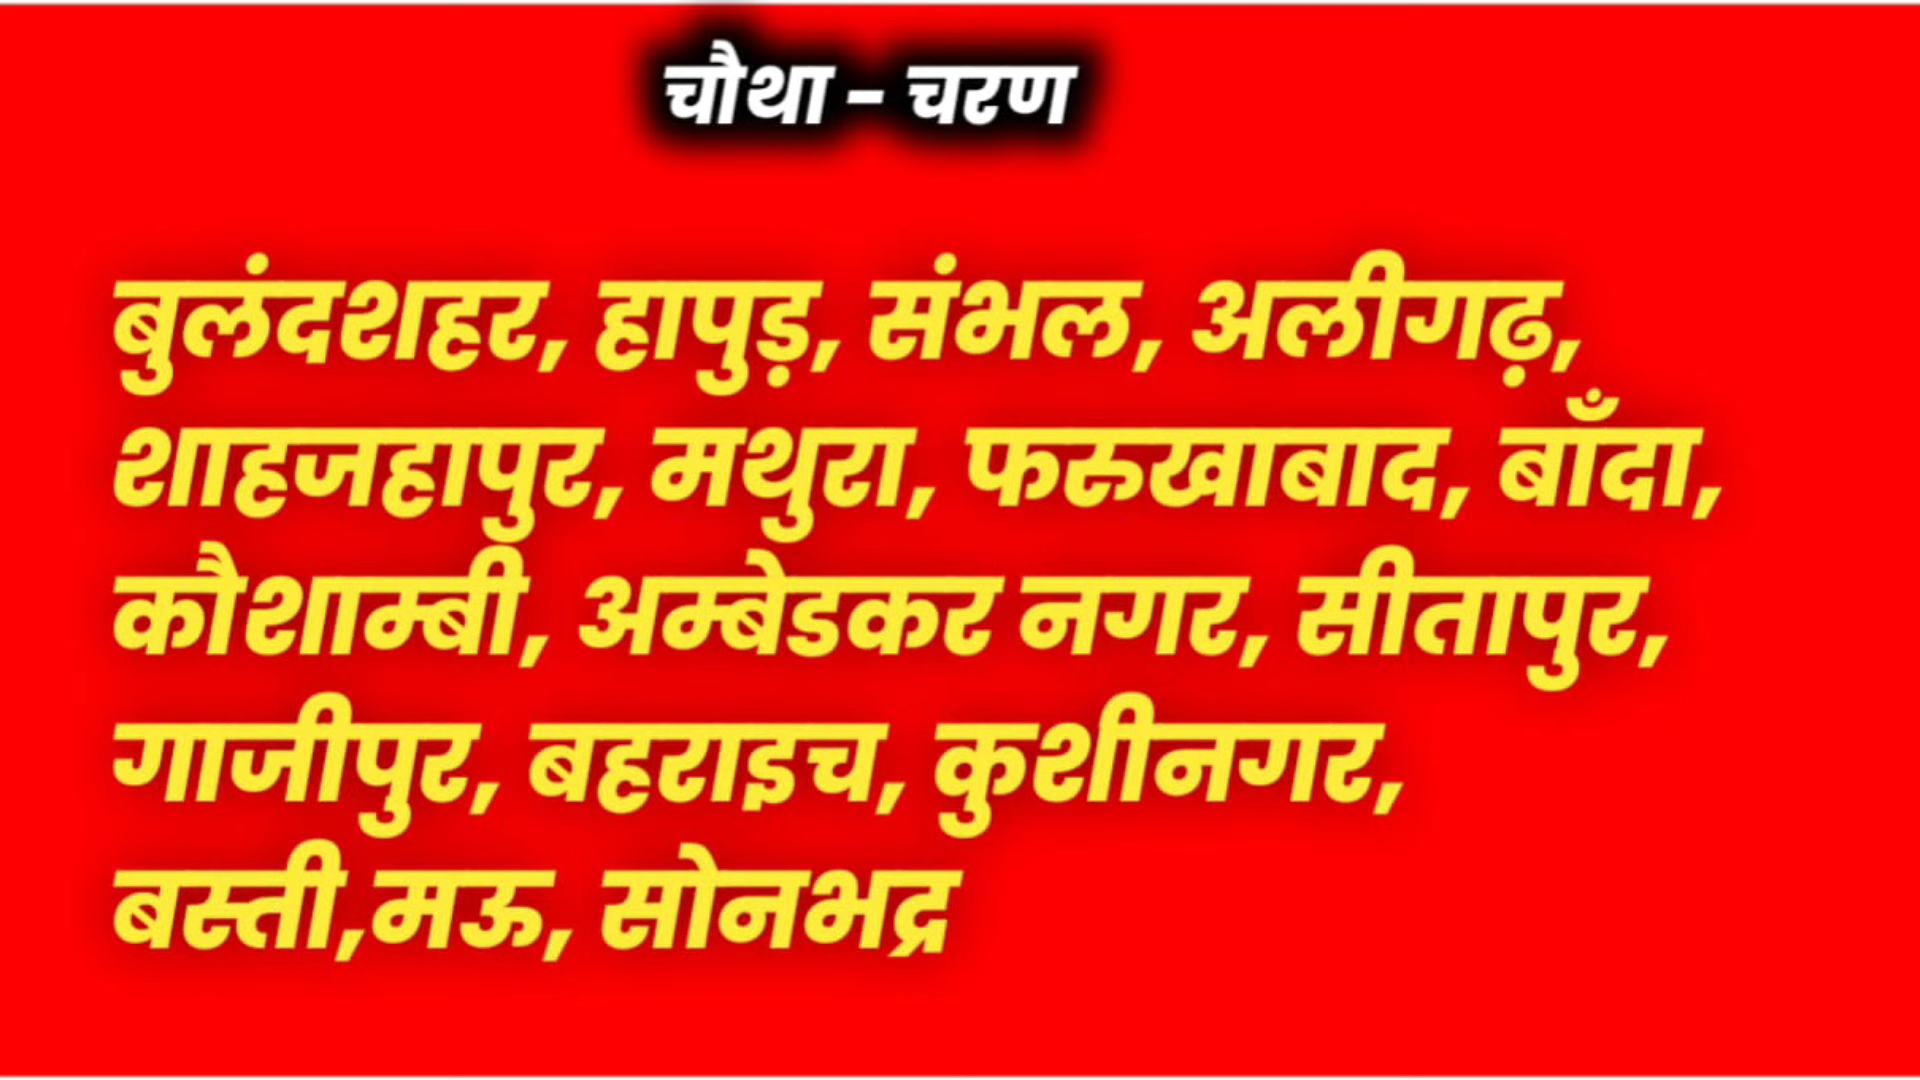 चौथा - चरण
बुलंदशहर, हापुड़, संभल, अलीगढ़,
शाहजहापुर, मथुरा, फरुखाबाद, बाँदा,
कौशाम्बी, अम्बेडकर नगर, सीतापुर,
गाजीपुर, बहराइच, कुशीनगर,
बस्ती,मऊ, सोनभद्र